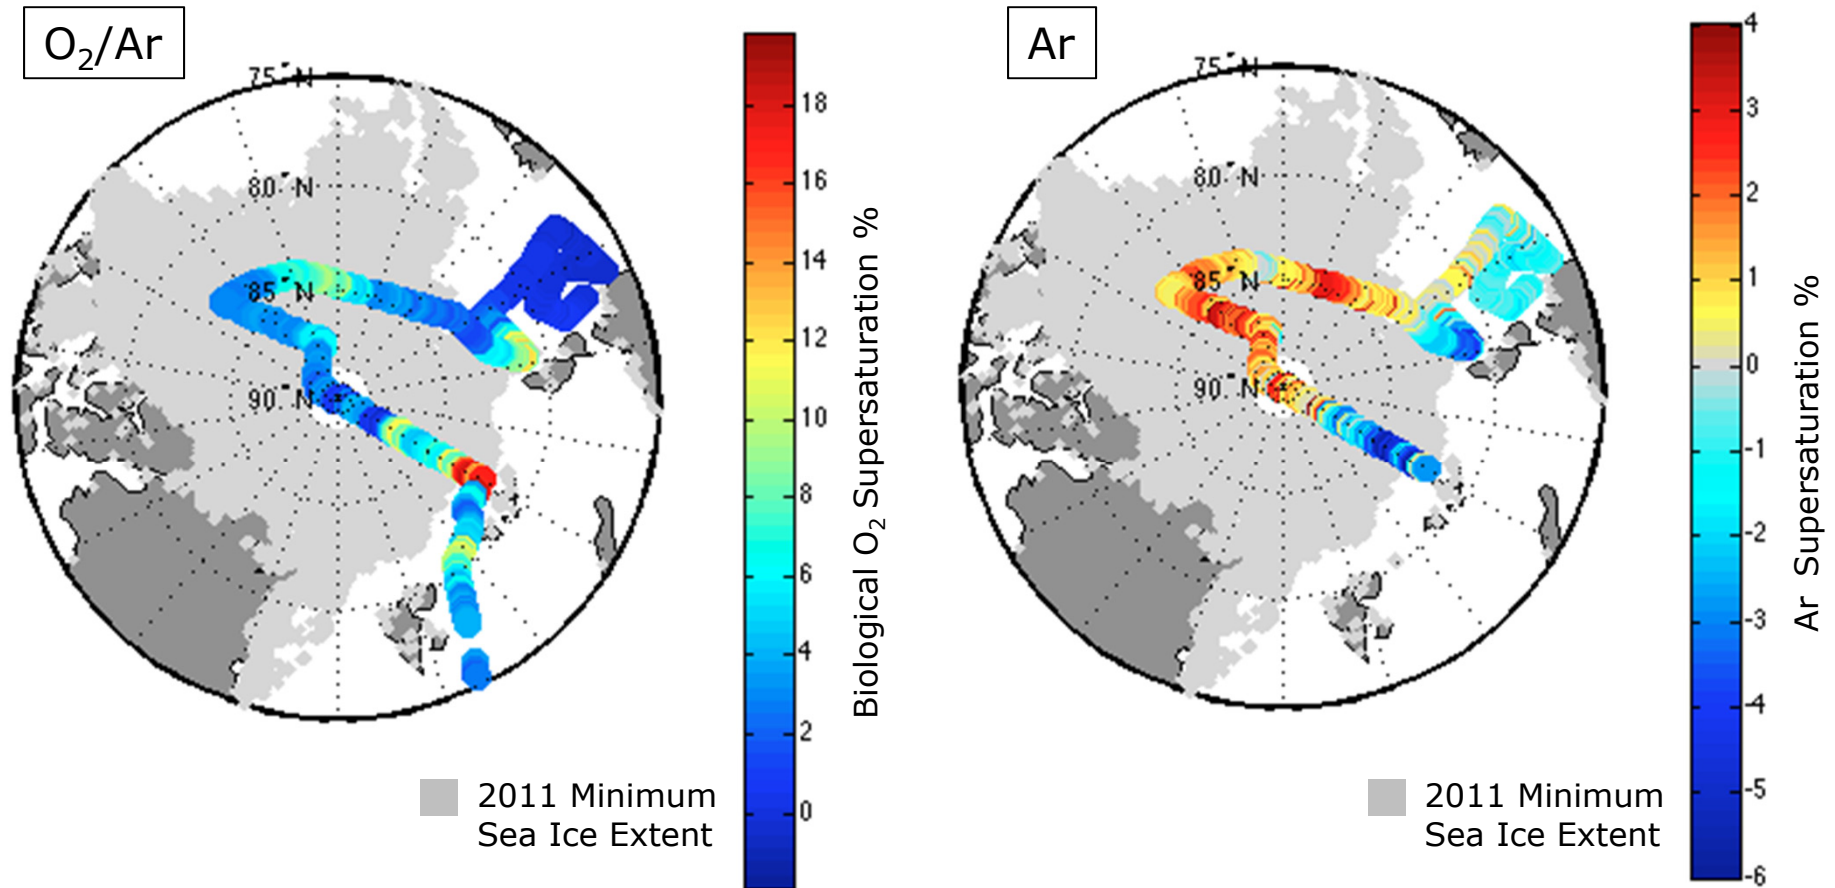 O₂/Ar
75°N
80°N
85°N
90°N
18
16
14
12
10
8
6
4
2
0
Biological O₂ Supersaturation %
2011 Minimum
Sea Ice Extent
Ar
75°N
80°N
85°N
90°N
4
3
2
1
0
-1
-2
-3
-4
-5
-6
Ar Supersaturation %
2011 Minimum
Sea Ice Extent